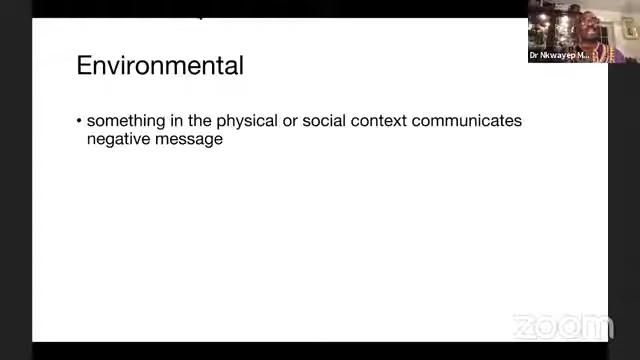 Environmental
• something in the physical or social context communicates
negative message
Dr Nkwayep M...
zoom